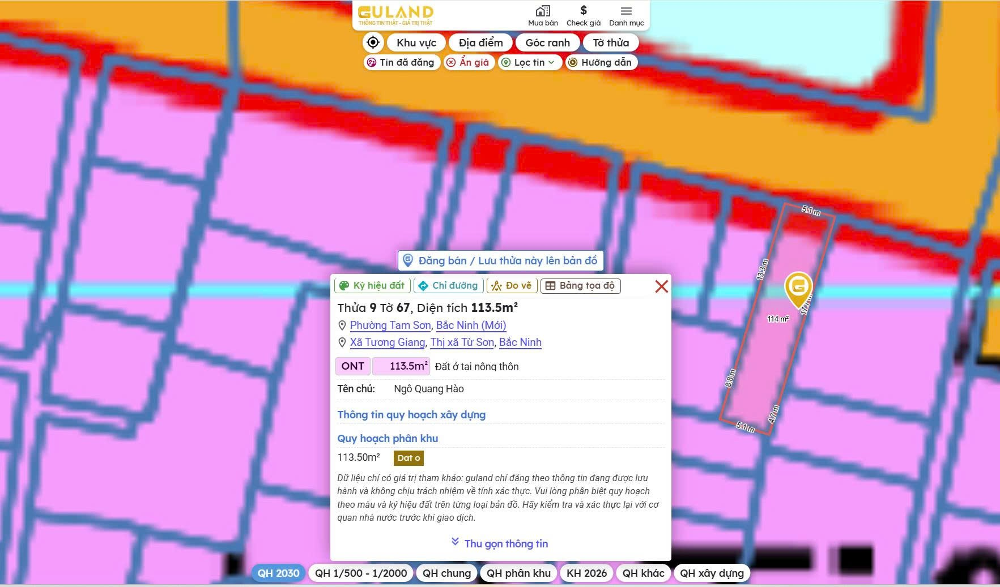 GULAND
THÔNG TIN THẬT - GIÁ TRỊ THẬT
Mua bán
$
Check giá
Danh mục
Khu vực
Địa điểm
Góc ranh
Tờ thửa
Tin đã đăng
Ẩn giá
Lọc tin
Hướng dẫn
5.1 m
13.3 m
114 m²
8.8 m
4.7 m
5.1 m
Đăng bán / Lưu thửa này lên bản đồ
Ký hiệu đất
Chỉ đường
Đo vẽ
Bảng tọa độ
Thửa 9 Tờ 67, Diện tích 113.5m²
Phường Tam Sơn, Bắc Ninh (Mới)
Xã Tương Giang, Thị xã Từ Sơn, Bắc Ninh
ONT 113.5m² Đất ở tại nông thôn
Tên chủ: Ngô Quang Hào
Thông tin quy hoạch xây dựng
Quy hoạch phân khu
113.50m² Dat o
Dữ liệu chỉ có giá trị tham khảo: guland chỉ đăng theo thông tin đang được lưu
hành và không chịu trách nhiệm về tính xác thực. Vui lòng phân biệt quy hoạch
theo màu và ký hiệu đất trên từng loại bản đồ. Hãy kiểm tra và xác thực lại với cơ
quan nhà nước trước khi giao dịch.
Thu gọn thông tin
QH 2030
QH 1/500 - 1/2000
QH chung
QH phân khu
KH 2026
QH khác
QH xây dựng